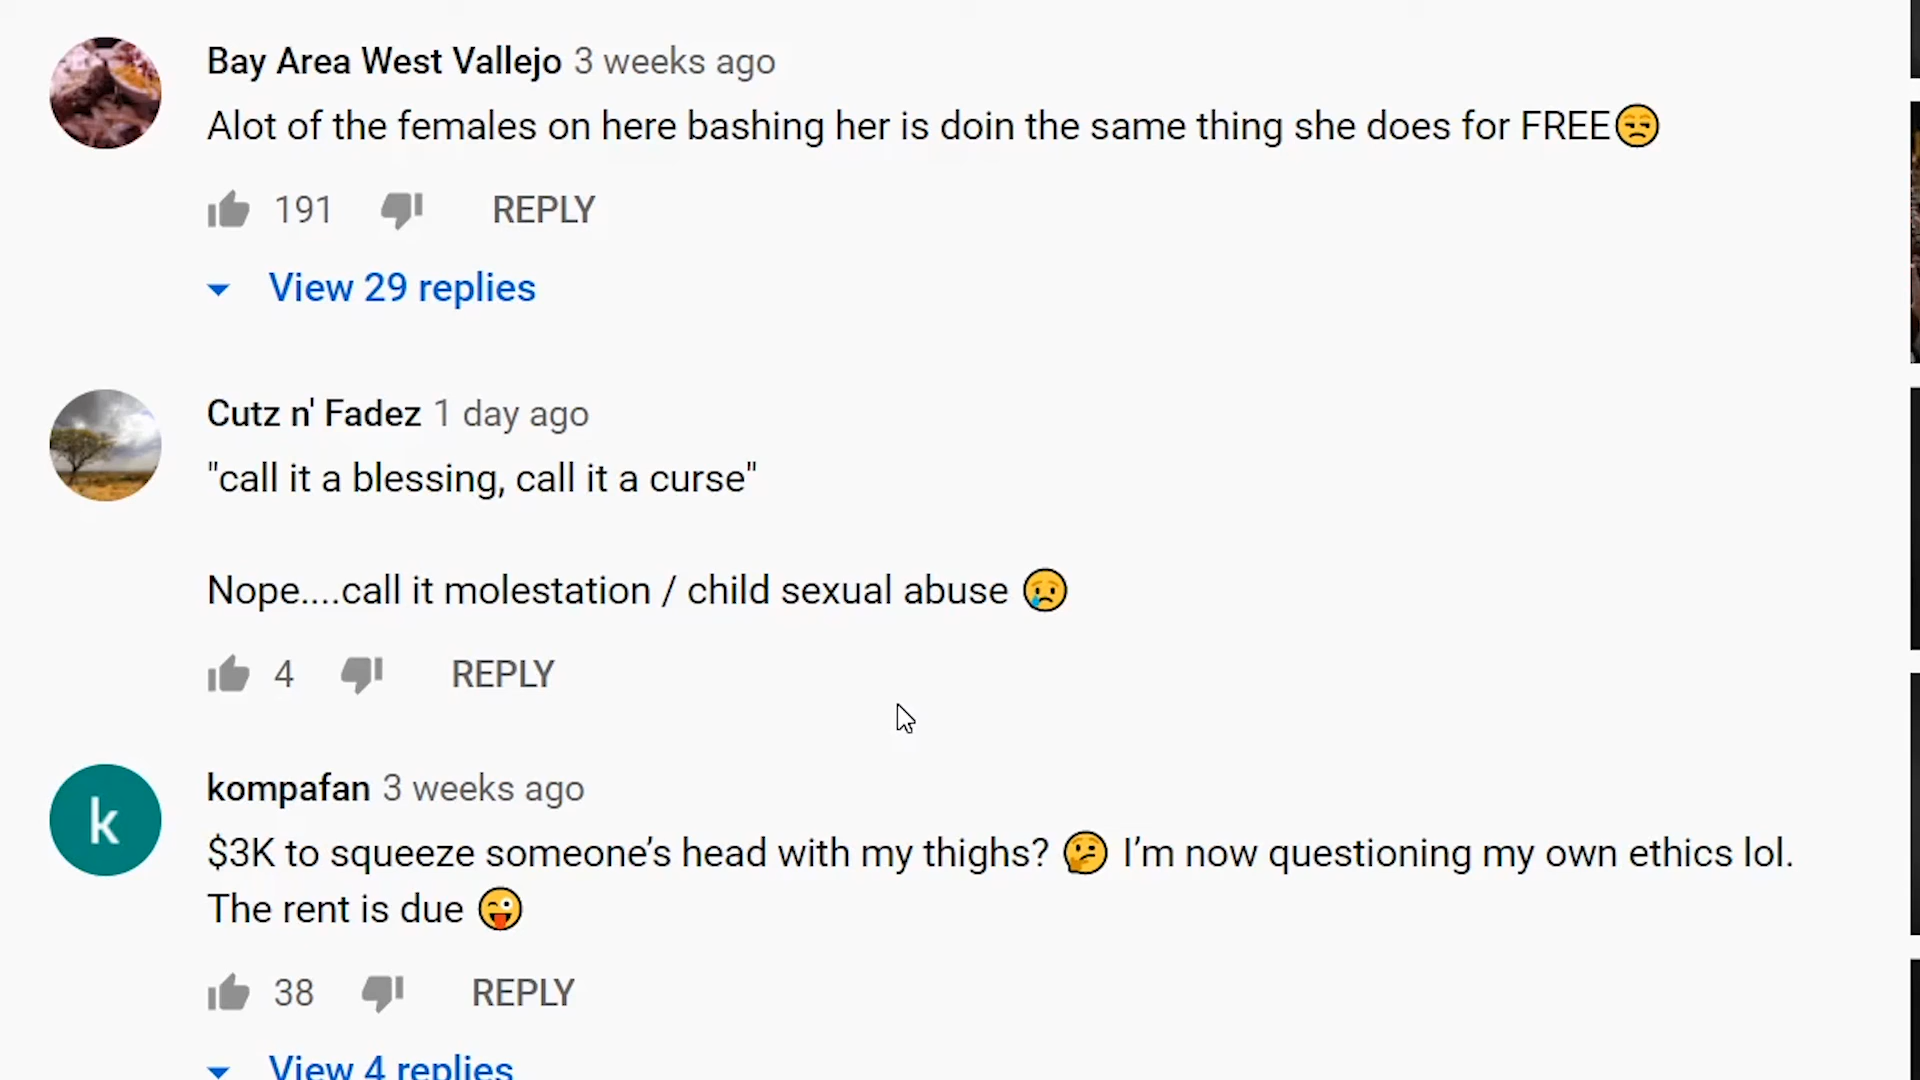 Bay Area West Vallejo 3 weeks ago
Alot of the females on here bashing her is doin the same thing she does for FREE😒
191 REPLY
View 29 replies
Cutz n' Fadez 1 day ago
"call it a blessing, call it a curse"
Nope....call it molestation / child sexual abuse 😢
4 REPLY
k
kompafan 3 weeks ago
$3K to squeeze someone’s head with my thighs? 🤔 I’m now questioning my own ethics lol.
The rent is due 😜
38 REPLY
View 4 replies